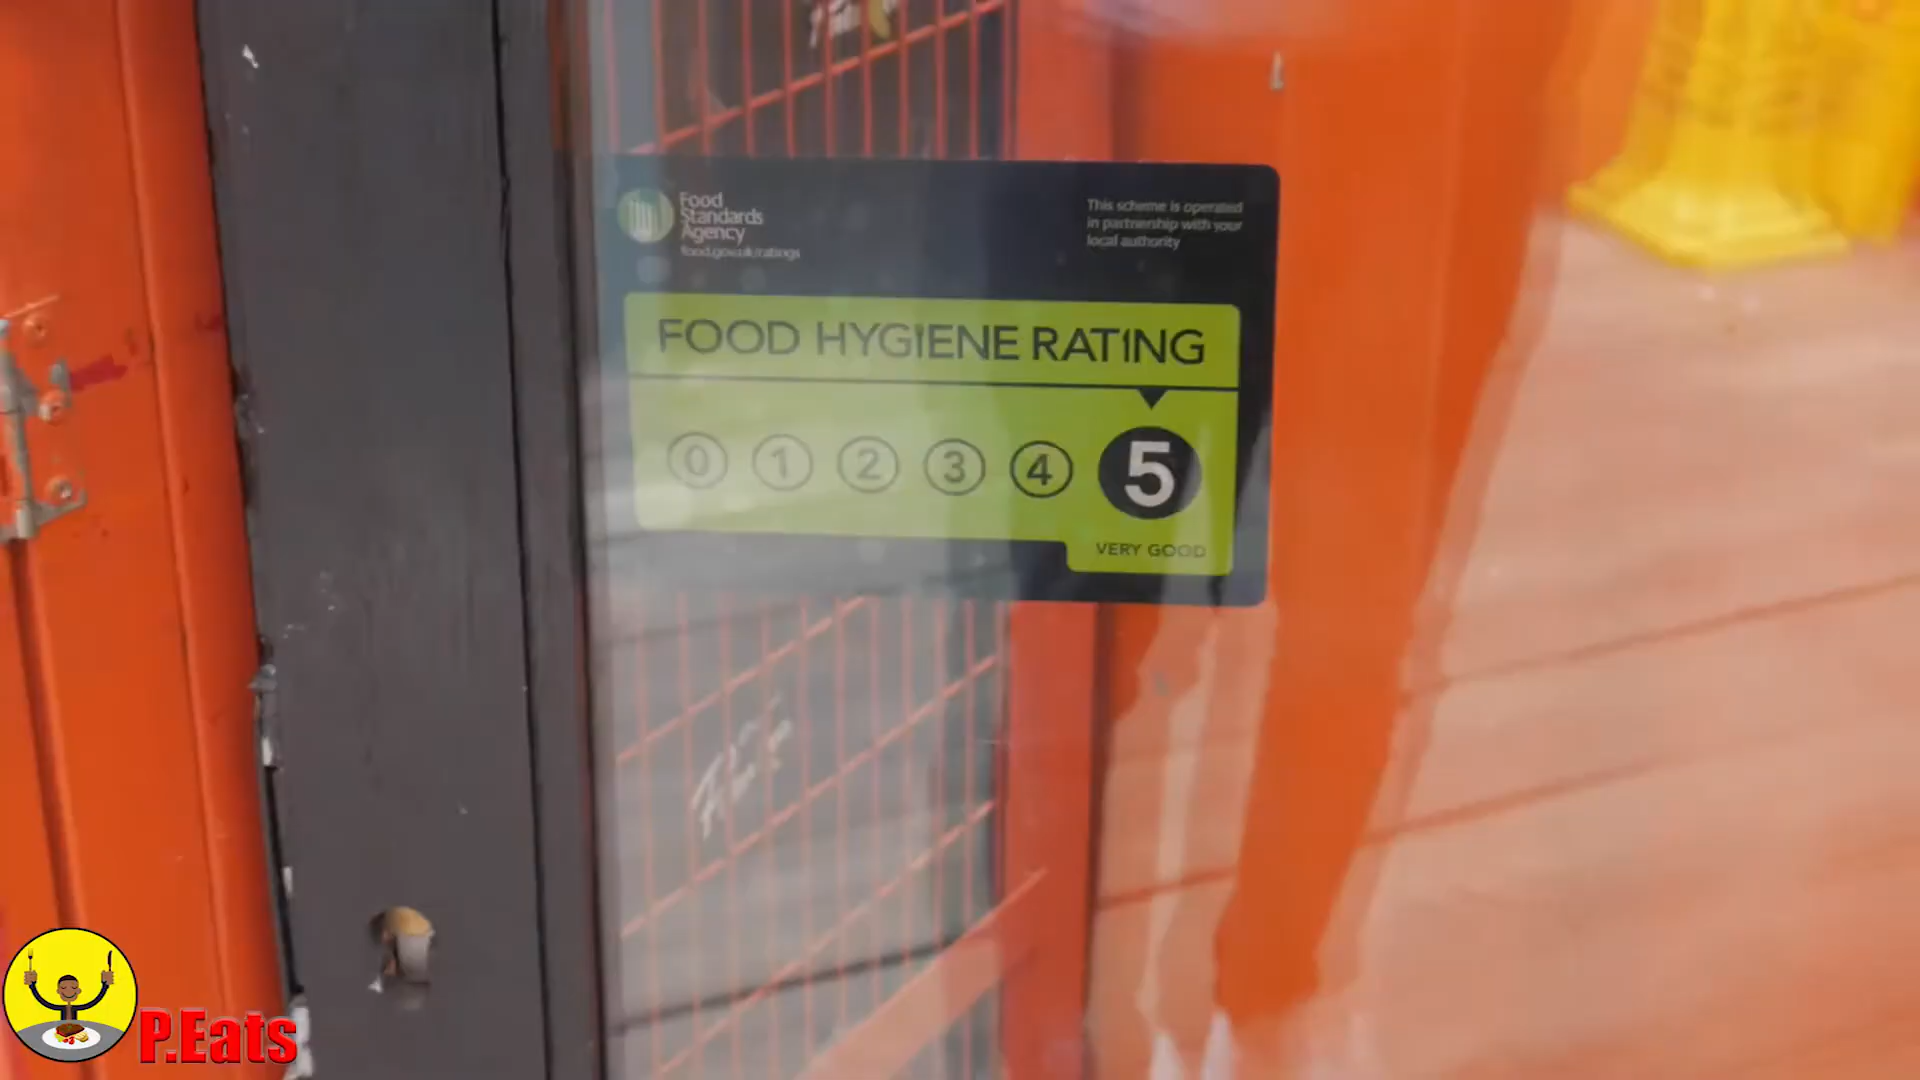 Food
Standards
Agency
food.gov.uk/ratings
This scheme is operated
in partnership with your
local authority
FOOD HYGIENE RATING
0 1 2 3 4 5
VERY GOOD
P.Eats